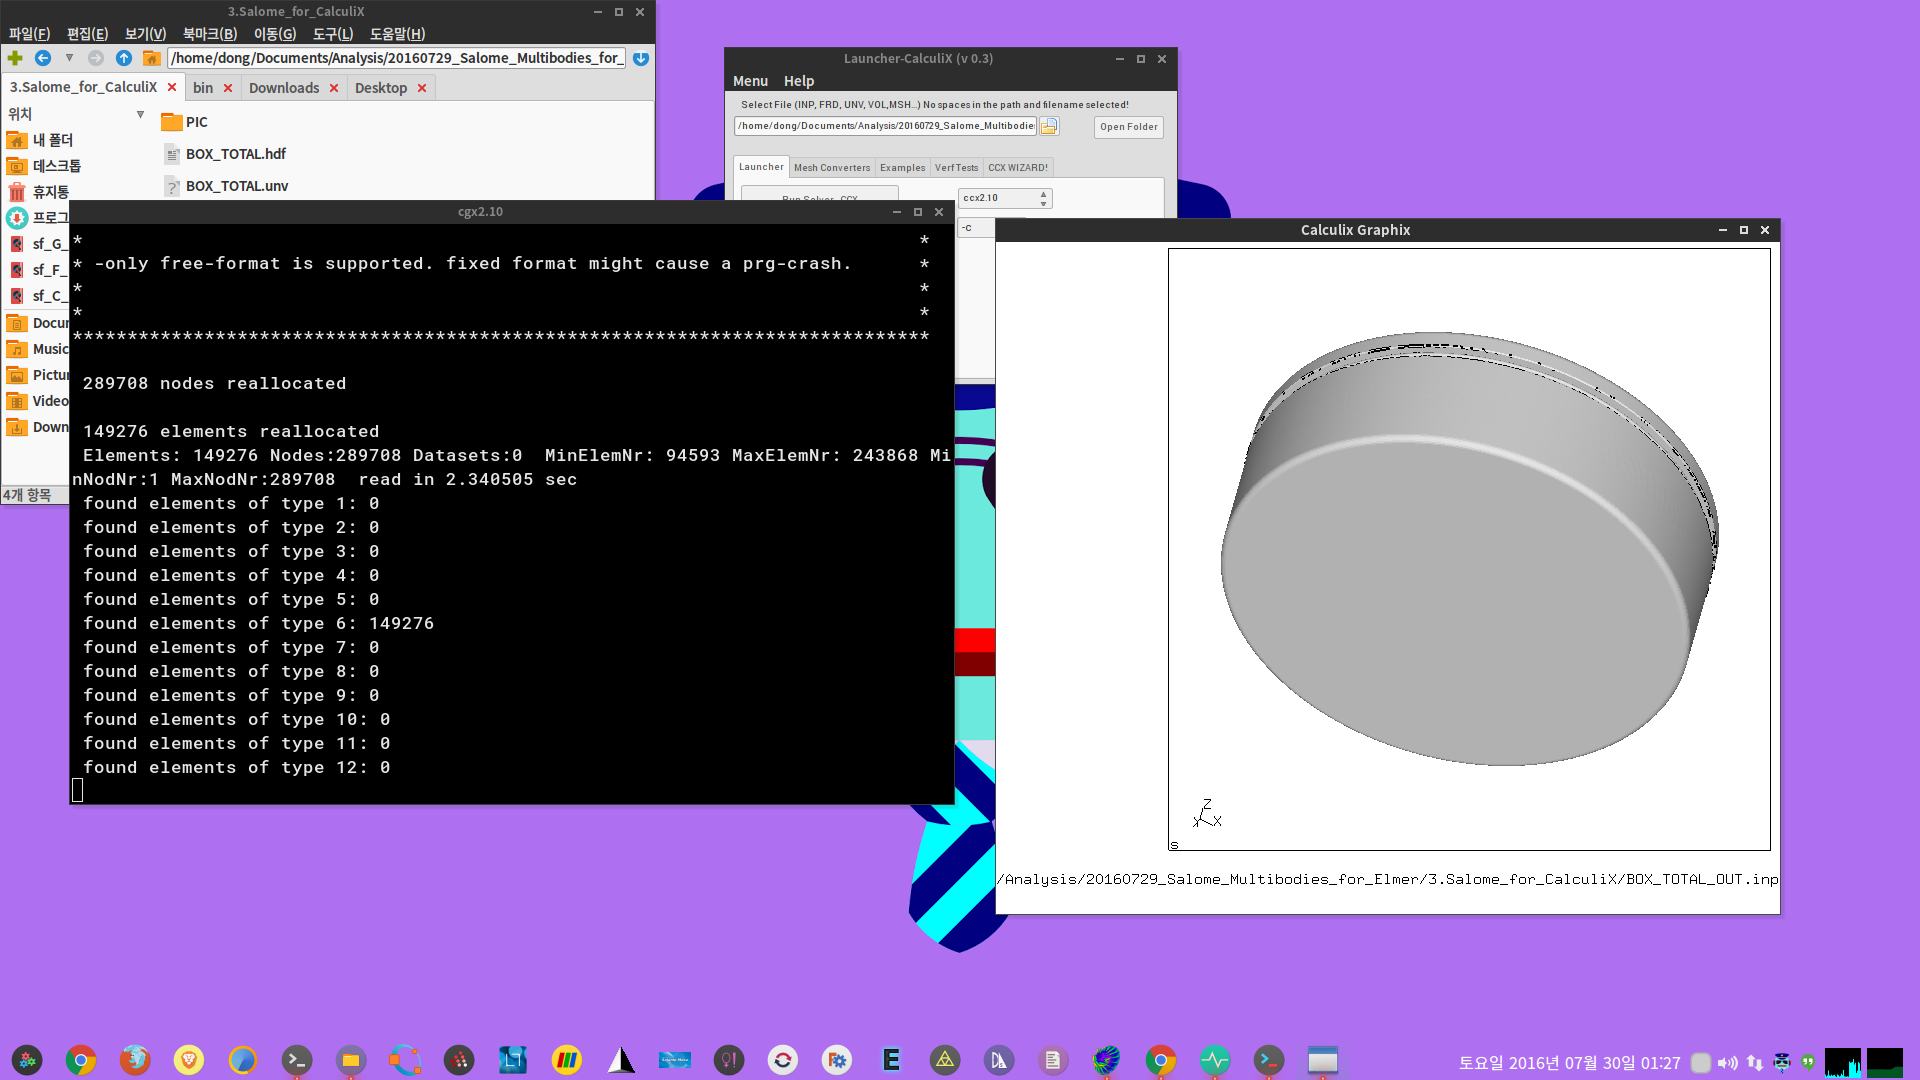 3.Salome_for_CalculiX
파일(F) 편집(E) 보기(V) 북마크(B) 이동(G) 도구(L) 도움말(H)
/home/dong/Documents/Analysis/20160729_Salome_Multibodies_for_
3.Salome_for_CalculiX bin Downloads Desktop
위치
내 폴더
데스크톱
휴지통
프로그
sf_G_
sf_F_
sf_C_
Docu
Music
Pictu
Video
Down
4개 항목
PIC
BOX_TOTAL.hdf
BOX_TOTAL.unv
Launcher-CalculiX (v 0.3)
Menu Help
Select File (INP, FRD, UNV, VOL,MSH...) No spaces in the path and filename selected!
/home/dong/Documents/Analysis/20160729_Salome_Multibodie
Open Folder
Launcher Mesh Converters Examples Verf Tests CCX WIZARD!
Run Solver CCX
ccx2.10
-c
cgx2.10
* *
* -only free-format is supported. fixed format might cause a prg-crash. *
* *
* *
******************************************************************************
289708 nodes reallocated
149276 elements reallocated
Elements: 149276 Nodes:289708 Datasets:0 MinElemNr: 94593 MaxElemNr: 243868 Mi
nNodNr:1 MaxNodNr:289708 read in 2.340505 sec
found elements of type 1: 0
found elements of type 2: 0
found elements of type 3: 0
found elements of type 4: 0
found elements of type 5: 0
found elements of type 6: 149276
found elements of type 7: 0
found elements of type 8: 0
found elements of type 9: 0
found elements of type 10: 0
found elements of type 11: 0
found elements of type 12: 0
Calculix Graphix
Z
Y X
s
/Analysis/20160729_Salome_Multibodies_for_Elmer/3.Salome_for_CalculiX/BOX_TOTAL_OUT.inp
토요일 2016년 07월 30일 01:27